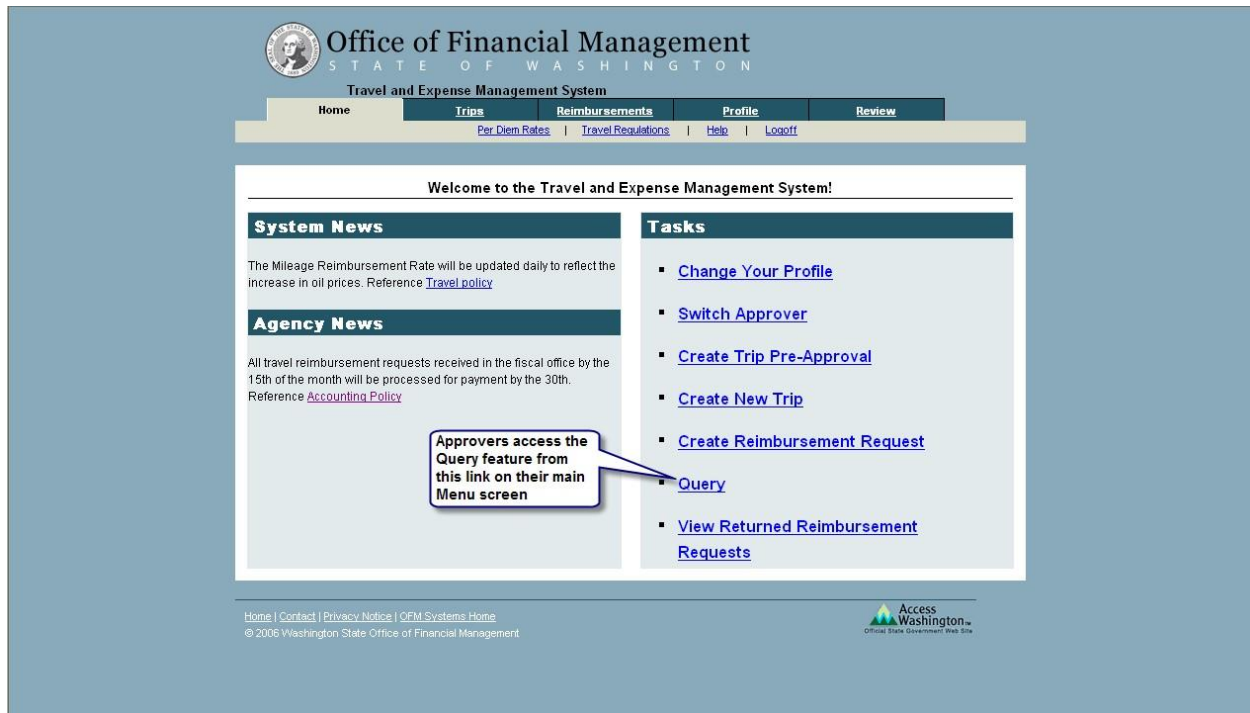 Office of Financial Management
STATE OF WASHINGTON
Travel and Expense Management System
Home Trips Reimbursements Profile Review
Per Diem Rates | Travel Regulations | Help | Logoff
Welcome to the Travel and Expense Management System!
System News
The Mileage Reimbursement Rate will be updated daily to reflect the
increase in oil prices. Reference Travel policy
Agency News
All travel reimbursement requests received in the fiscal office by the
15th of the month will be processed for payment by the 30th.
Reference Accounting Policy
Approvers access the
Query feature from
this link on their main
Menu screen
Tasks
Change Your Profile
Switch Approver
Create Trip Pre-Approval
Create New Trip
Create Reimbursement Request
Query
View Returned Reimbursement
Requests
Home | Contact | Privacy Notice | OFM Systems Home
© 2006 Washington State Office of Financial Management
Access
Washington
Official State Government Web Site